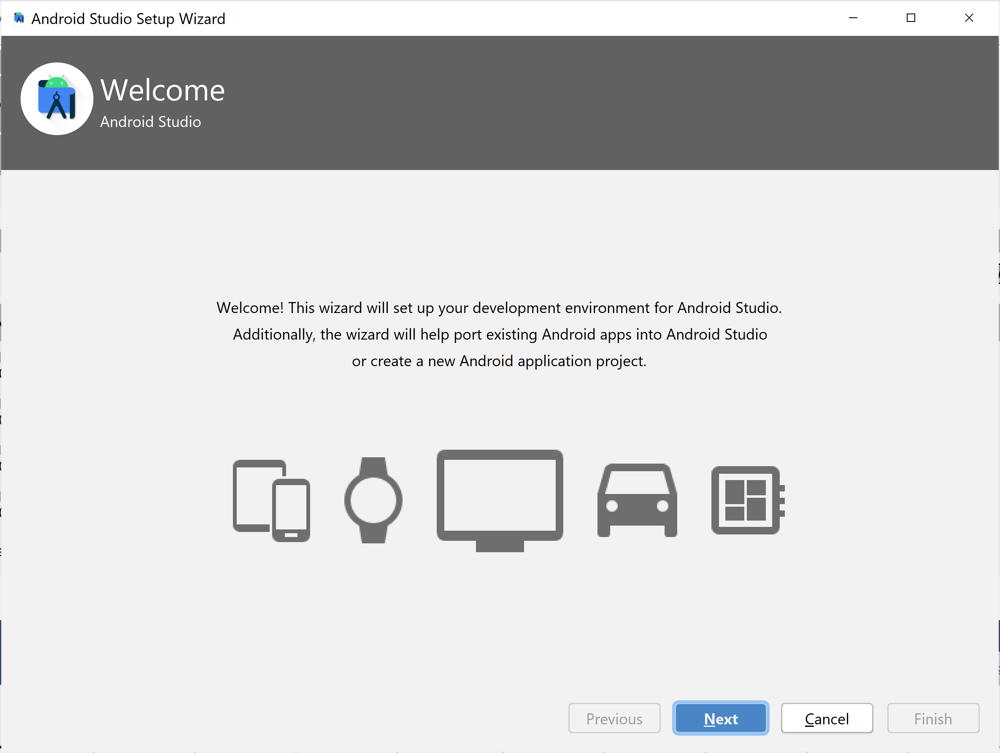 Android Studio Setup Wizard
Welcome
Android Studio
Welcome! This wizard will set up your development environment for Android Studio.
Additionally, the wizard will help port existing Android apps into Android Studio
or create a new Android application project.
Previous
Next
Cancel
Finish